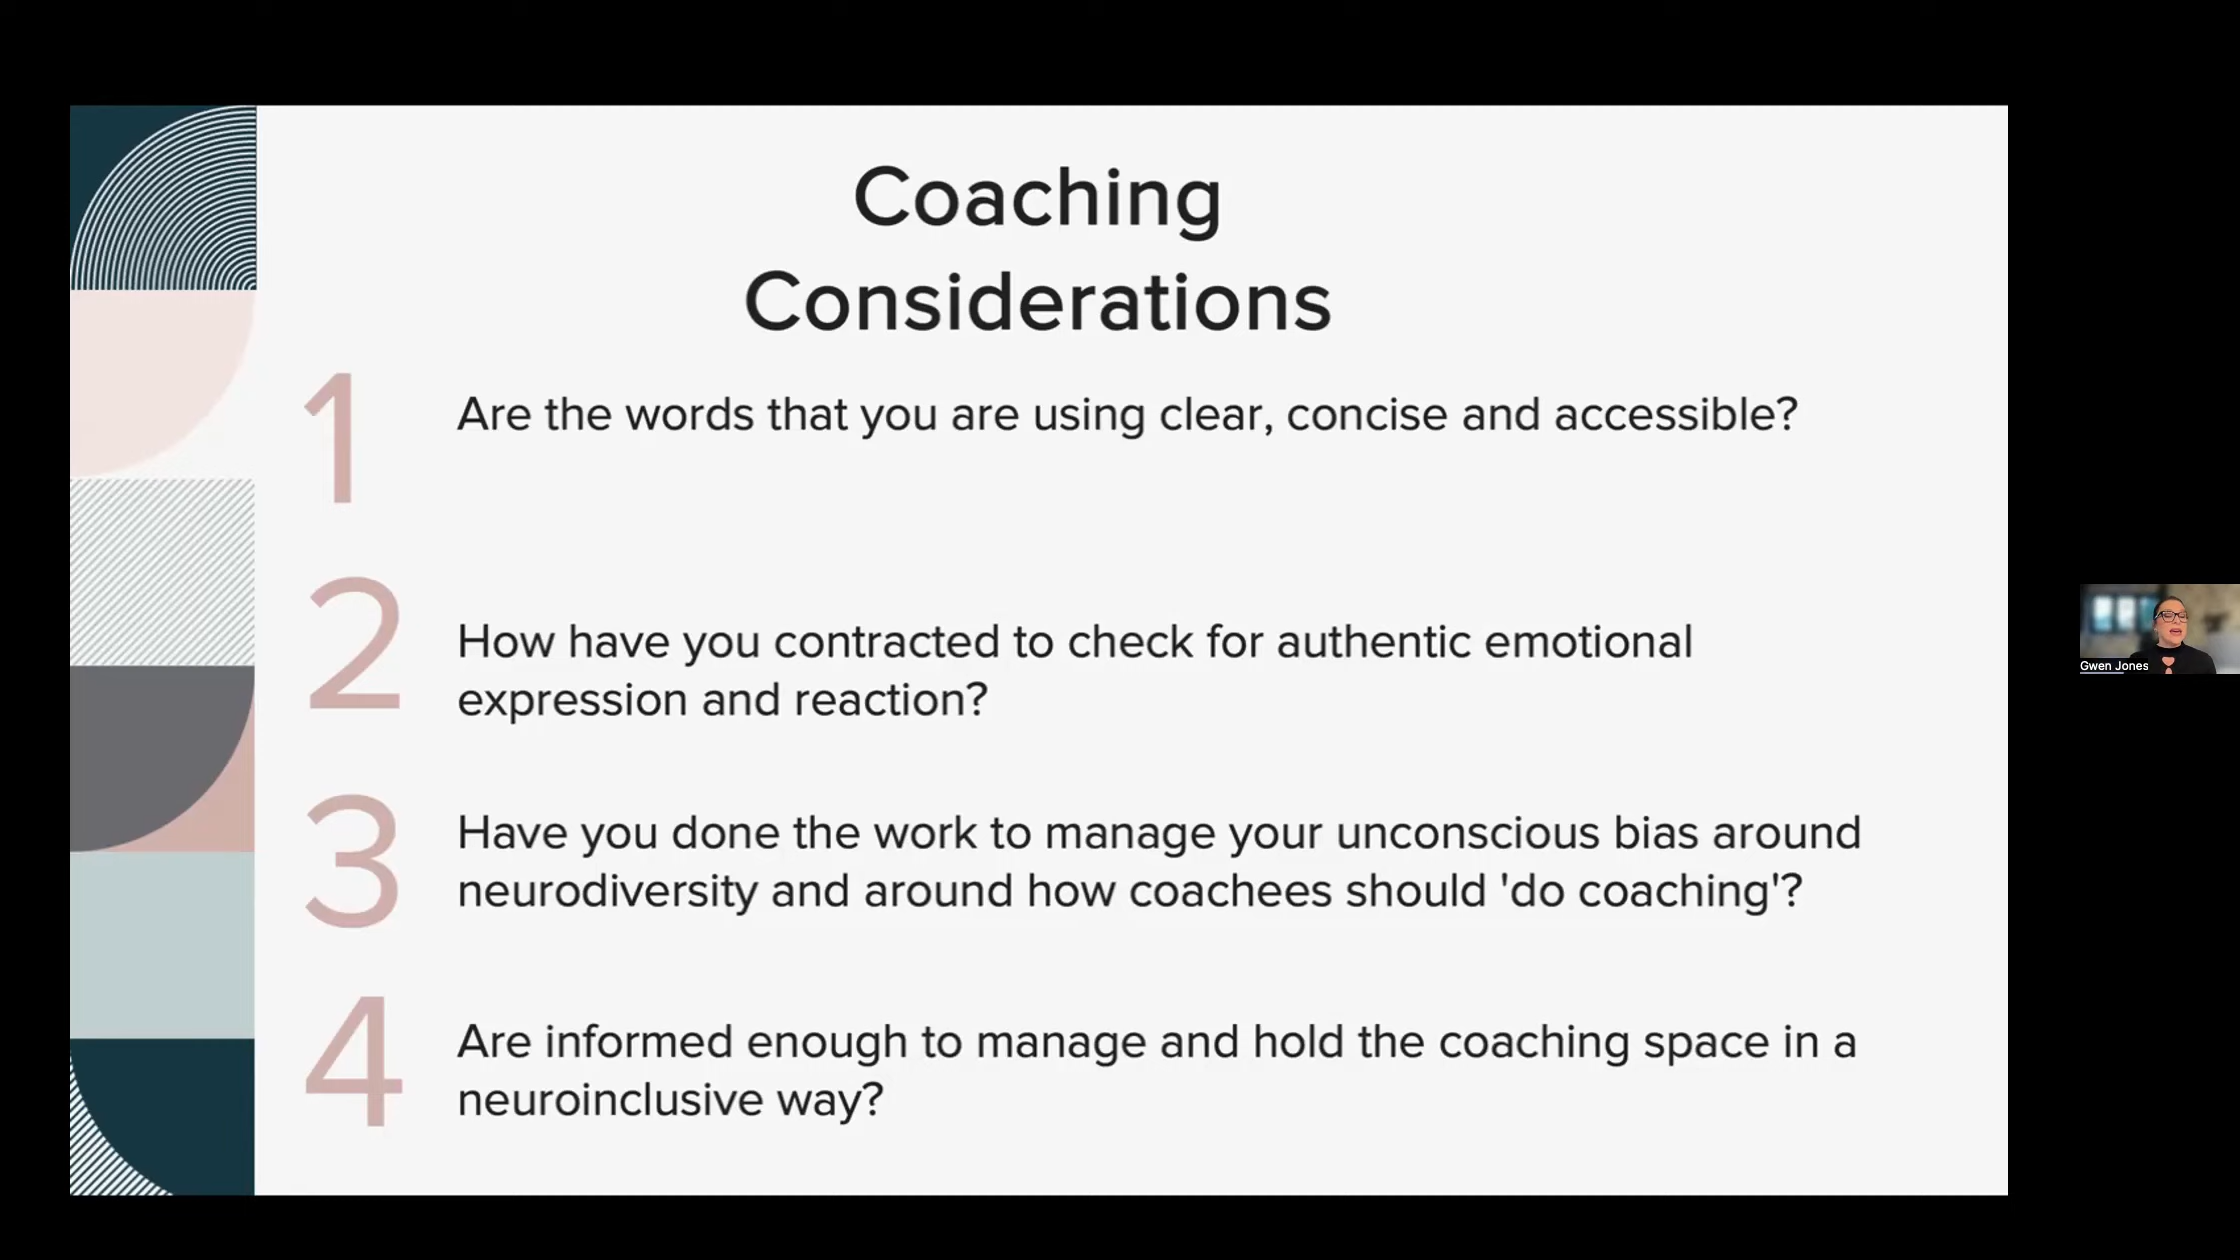 Coaching
Considerations
1
Are the words that you are using clear, concise and accessible?
2
How have you contracted to check for authentic emotional
expression and reaction?
3
Have you done the work to manage your unconscious bias around
neurodiversity and around how coachees should 'do coaching'?
4
Are informed enough to manage and hold the coaching space in a
neuroinclusive way?
Gwen Jones